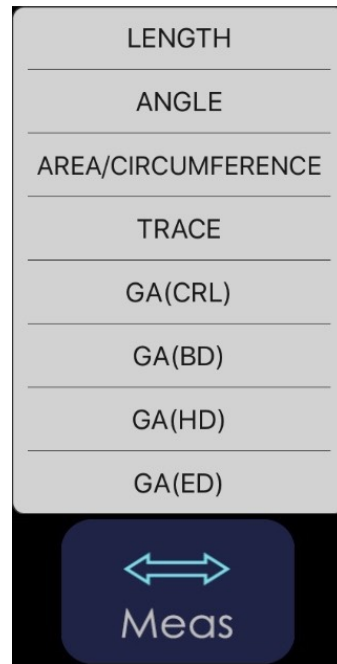 LENGTH
ANGLE
AREA/CIRCUMFERENCE
TRACE
GA(CRL)
GA(BD)
GA(HD)
GA(ED)
Meas